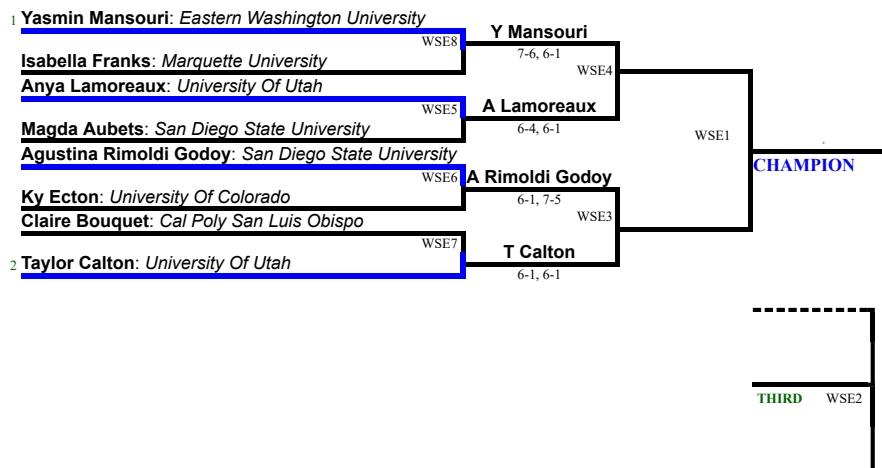 1 Yasmin Mansouri: Eastern Washington University
Y Mansouri
WSE8
7-6, 6-1
Isabella Franks: Marquette University
WSE4
Anya Lamoreaux: University Of Utah
A Lamoreaux
WSE5
6-4, 6-1
Magda Aubets: San Diego State University
WSE1
Agustina Rimoldi Godoy: San Diego State University
CHAMPION
WSE6
A Rimoldi Godoy
6-1, 7-5
Ky Ecton: University Of Colorado
WSE3
Claire Bouquet: Cal Poly San Luis Obispo
WSE7
T Calton
2 Taylor Calton: University Of Utah
6-1, 6-1
THIRD WSE2